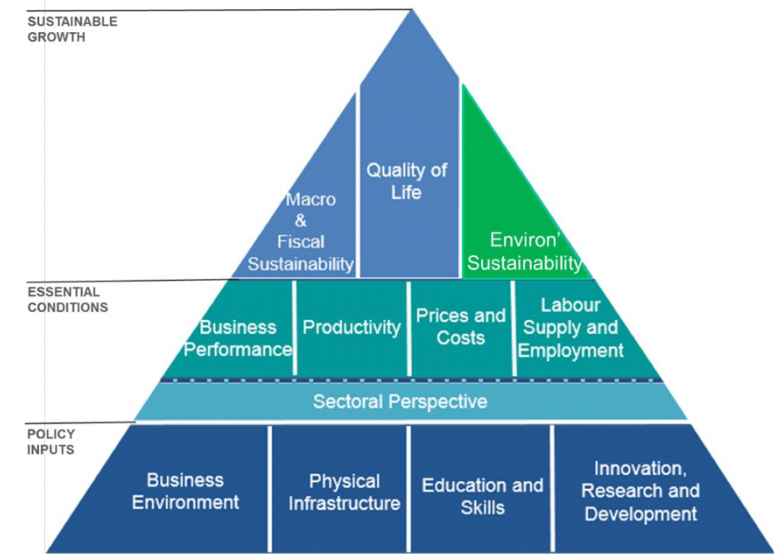 SUSTAINABLE
GROWTH
Quality of
Life
Macro
&
Fiscal
Sustainability
Environ'
Sustainability
ESSENTIAL
CONDITIONS
Business
Performance
Productivity
Prices and
Costs
Labour
Supply and
Employment
Sectoral Perspective
POLICY
INPUTS
Business
Environment
Physical
Infrastructure
Education and
Skills
Innovation,
Research and
Development